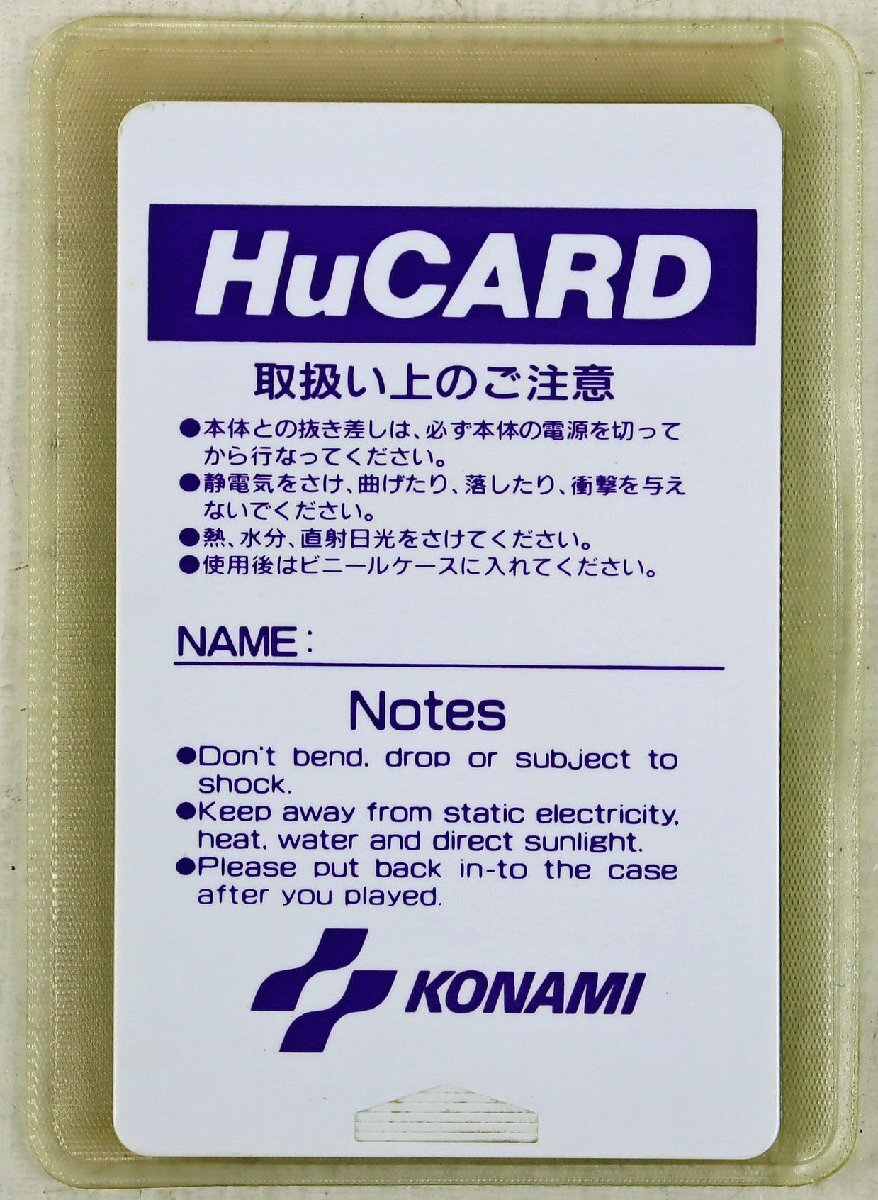 HuCARD
取扱い上のご注意
●本体との抜き差しは、必ず本体の電源を切って
から行なってください。
●静電気をさけ、曲げたり、落したり、衝撃を与え
ないでください。
●熱、水分、直射日光をさけてください。
●使用後はビニールケースに入れてください。
NAME:
Notes
●Don't bend, drop or subject to
shock.
●Keep away from static electricity,
heat, water and direct sunlight.
●Please put back in-to the case
after you played.
KONAMI